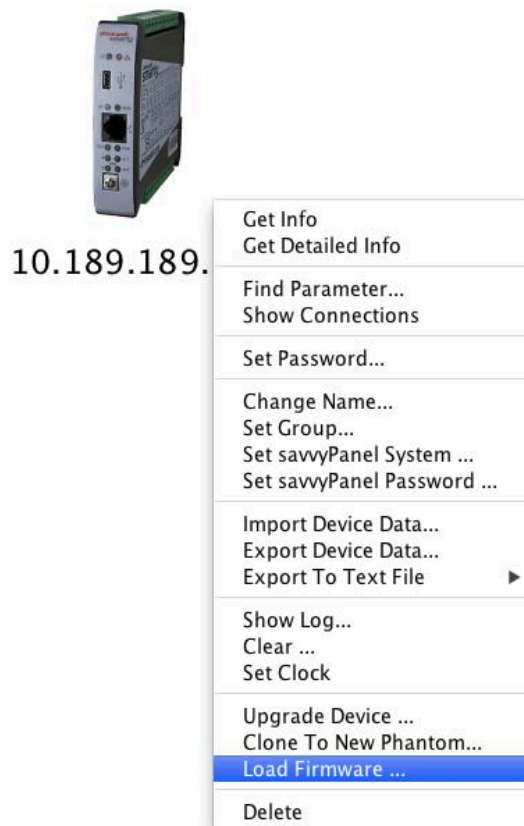 10.189.189.
Get Info
Get Detailed Info
Find Parameter...
Show Connections
Set Password...
Change Name...
Set Group...
Set savvyPanel System ...
Set savvyPanel Password ...
Import Device Data...
Export Device Data...
Export To Text File
Show Log...
Clear ...
Set Clock
Upgrade Device ...
Clone To New Phantom...
Load Firmware ...
Delete